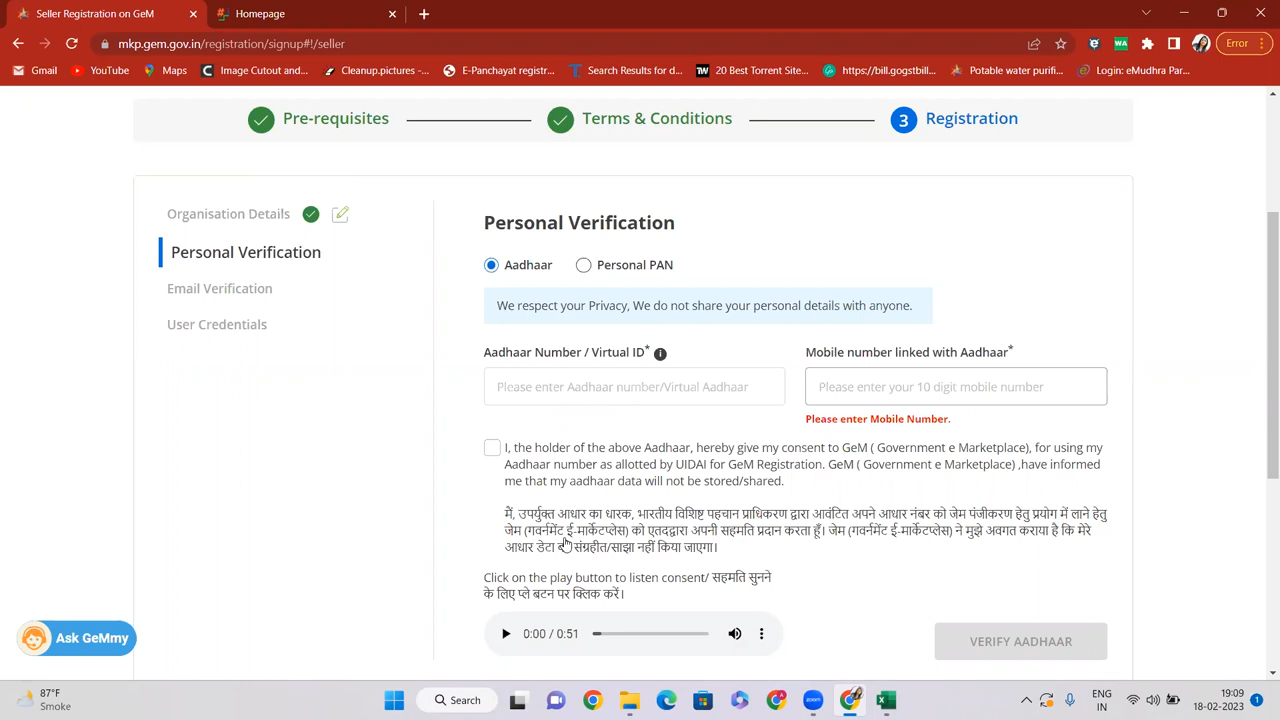 Seller Registration on GeM
Homepage
mkp.gem.gov.in/registration/signup#!/seller
Error
Gmail
YouTube
Maps
Image Cutout and...
Cleanup.pictures -...
E-Panchayat registr...
Search Results for d...
20 Best Torrent Site...
https://bill.gogstbill...
Potable water purifi...
Login: eMudhra Par...
Pre-requisites
Terms & Conditions
3 Registration
Organisation Details
Personal Verification
Email Verification
User Credentials
Personal Verification
Aadhaar
Personal PAN
We respect your Privacy, We do not share your personal details with anyone.
Aadhaar Number / Virtual ID*
Mobile number linked with Aadhaar*
Please enter Aadhaar number/Virtual Aadhaar
Please enter your 10 digit mobile number
Please enter Mobile Number.
I, the holder of the above Aadhaar, hereby give my consent to GeM ( Government e Marketplace), for using my
Aadhaar number as allotted by UIDAI for GeM Registration. GeM ( Government e Marketplace) ,have informed
me that my aadhaar data will not be stored/shared.
मैं, उपर्युक्त आधार का धारक, भारतीय विशिष्ट पहचान प्राधिकरण द्वारा आवंटित अपने आधार नंबर को जेम पंजीकरण हेतु प्रयोग में लाने हेतु
जेम (गवर्नमेंट ई-मार्केटप्लेस) को एतदद्वारा अपनी सहमति प्रदान करता हूँ। जेम (गवर्नमेंट ई-मार्केटप्लेस) ने मुझे अवगत कराया है कि मेरे
आधार डेटा संग्रहीत/साझा नहीं किया जाएगा।
Click on the play button to listen consent/ सहमति सुनने
के लिए प्ले बटन पर क्लिक करें।
0:00 / 0:51
VERIFY AADHAAR
Ask GeMmy
87°F
Smoke
Search
ENG
IN
19:09
18-02-2023
1